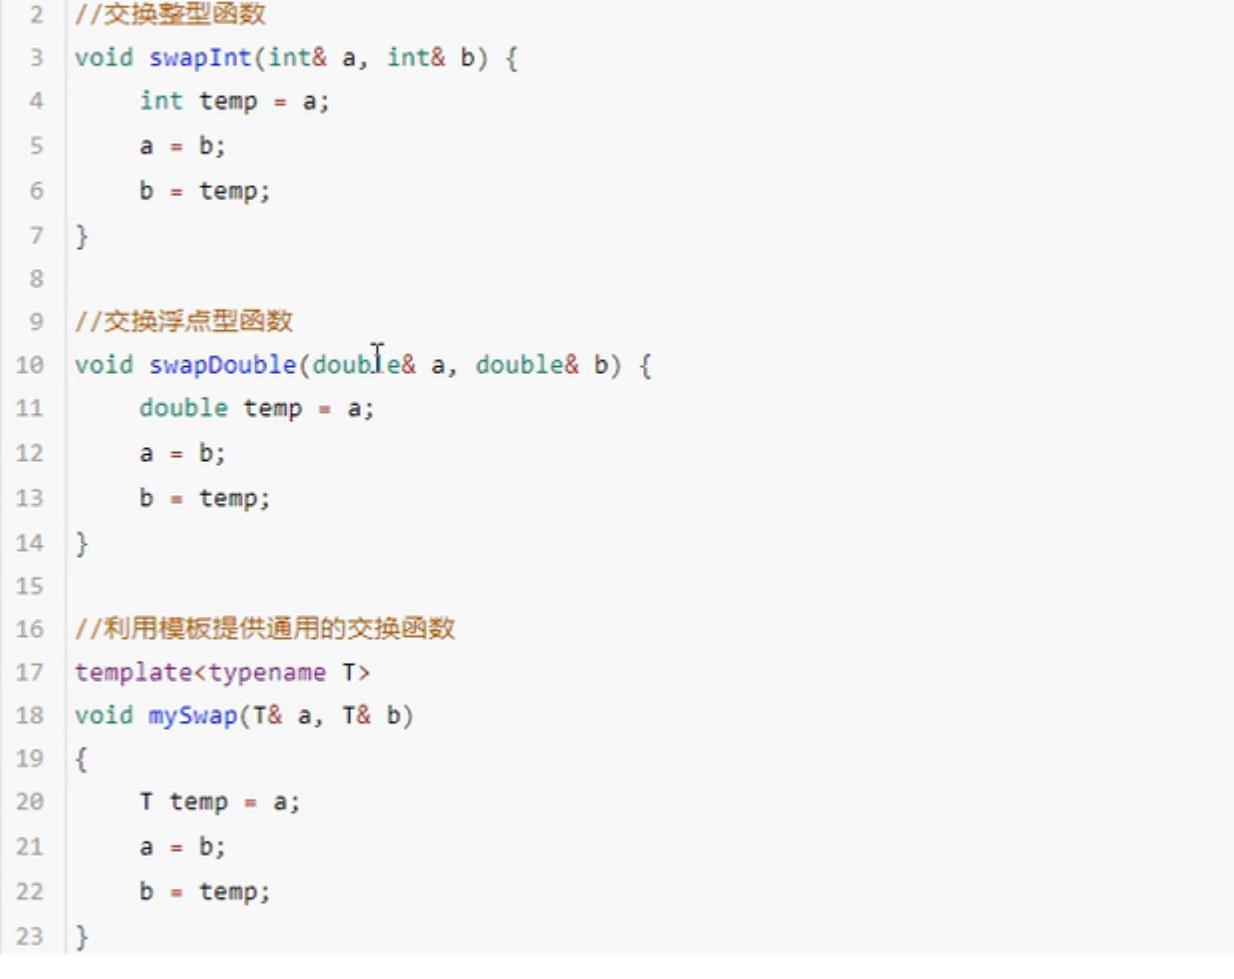 2 //交换整型函数
3 void swapInt(int& a, int& b) {
4 int temp = a;
5 a = b;
6 b = temp;
7 }
8
9 //交换浮点型函数
10 void swapDouble(double& a, double& b) {
11 double temp = a;
12 a = b;
13 b = temp;
14 }
15
16 //利用模板提供通用的交换函数
17 template<typename T>
18 void mySwap(T& a, T& b)
19 {
20 T temp = a;
21 a = b;
22 b = temp;
23 }